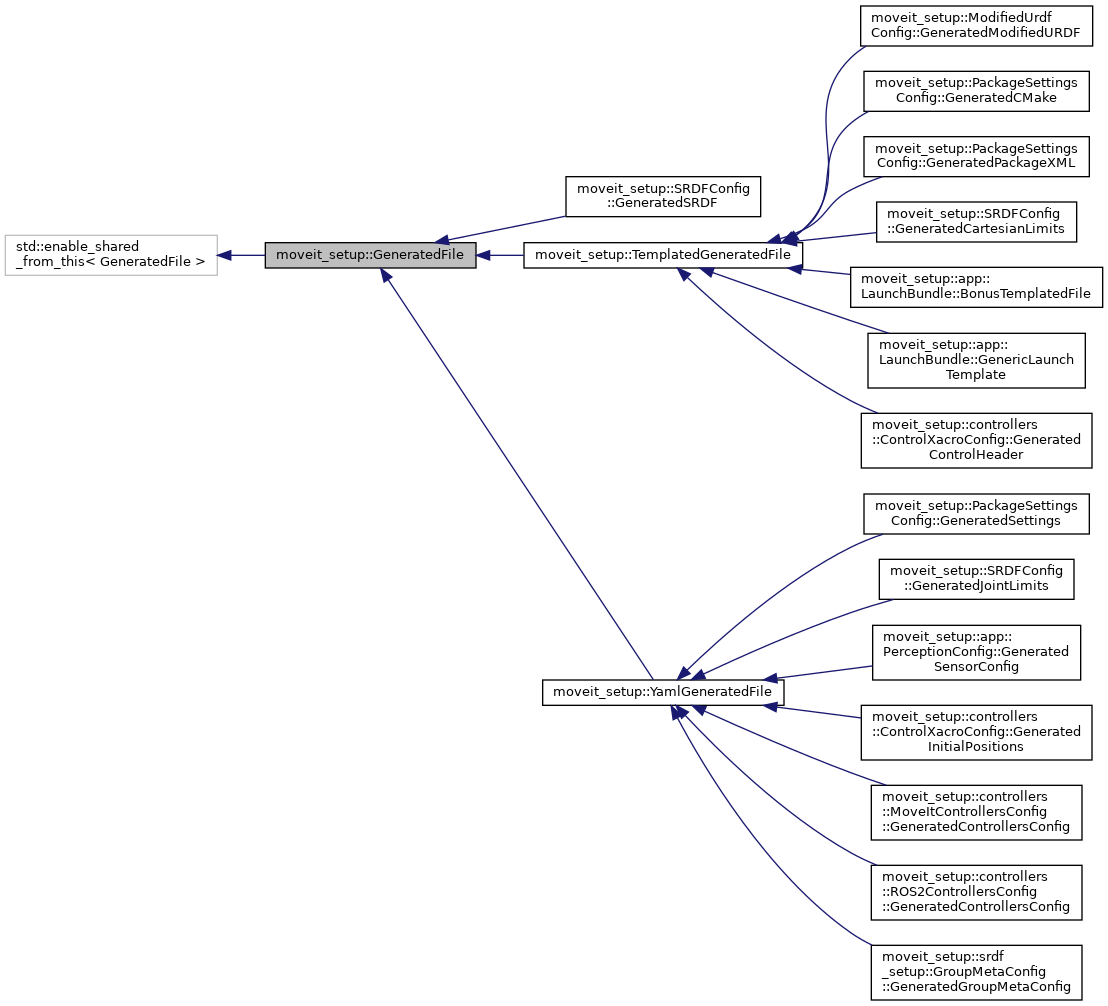 std::enable_shared
_from_this< GeneratedFile >
moveit_setup::GeneratedFile
moveit_setup::SRDFConfig
::GeneratedSRDF
moveit_setup::TemplatedGeneratedFile
moveit_setup::ModifiedUrdf
Config::GeneratedModifiedURDF
moveit_setup::PackageSettings
Config::GeneratedCMake
moveit_setup::PackageSettings
Config::GeneratedPackageXML
moveit_setup::SRDFConfig
::GeneratedCartesianLimits
moveit_setup::app::
LaunchBundle::BonusTemplatedFile
moveit_setup::app::
LaunchBundle::GenericLaunch
Template
moveit_setup::controllers
::ControlXacroConfig::Generated
ControlHeader
moveit_setup::YamlGeneratedFile
moveit_setup::PackageSettings
Config::GeneratedSettings
moveit_setup::SRDFConfig
::GeneratedJointLimits
moveit_setup::app::
PerceptionConfig::Generated
SensorConfig
moveit_setup::controllers
::ControlXacroConfig::Generated
InitialPositions
moveit_setup::controllers
::MoveItControllersConfig
::GeneratedControllersConfig
moveit_setup::controllers
::ROS2ControllersConfig
::GeneratedControllersConfig
moveit_setup::srdf
_setup::GroupMetaConfig
::GeneratedGroupMetaConfig